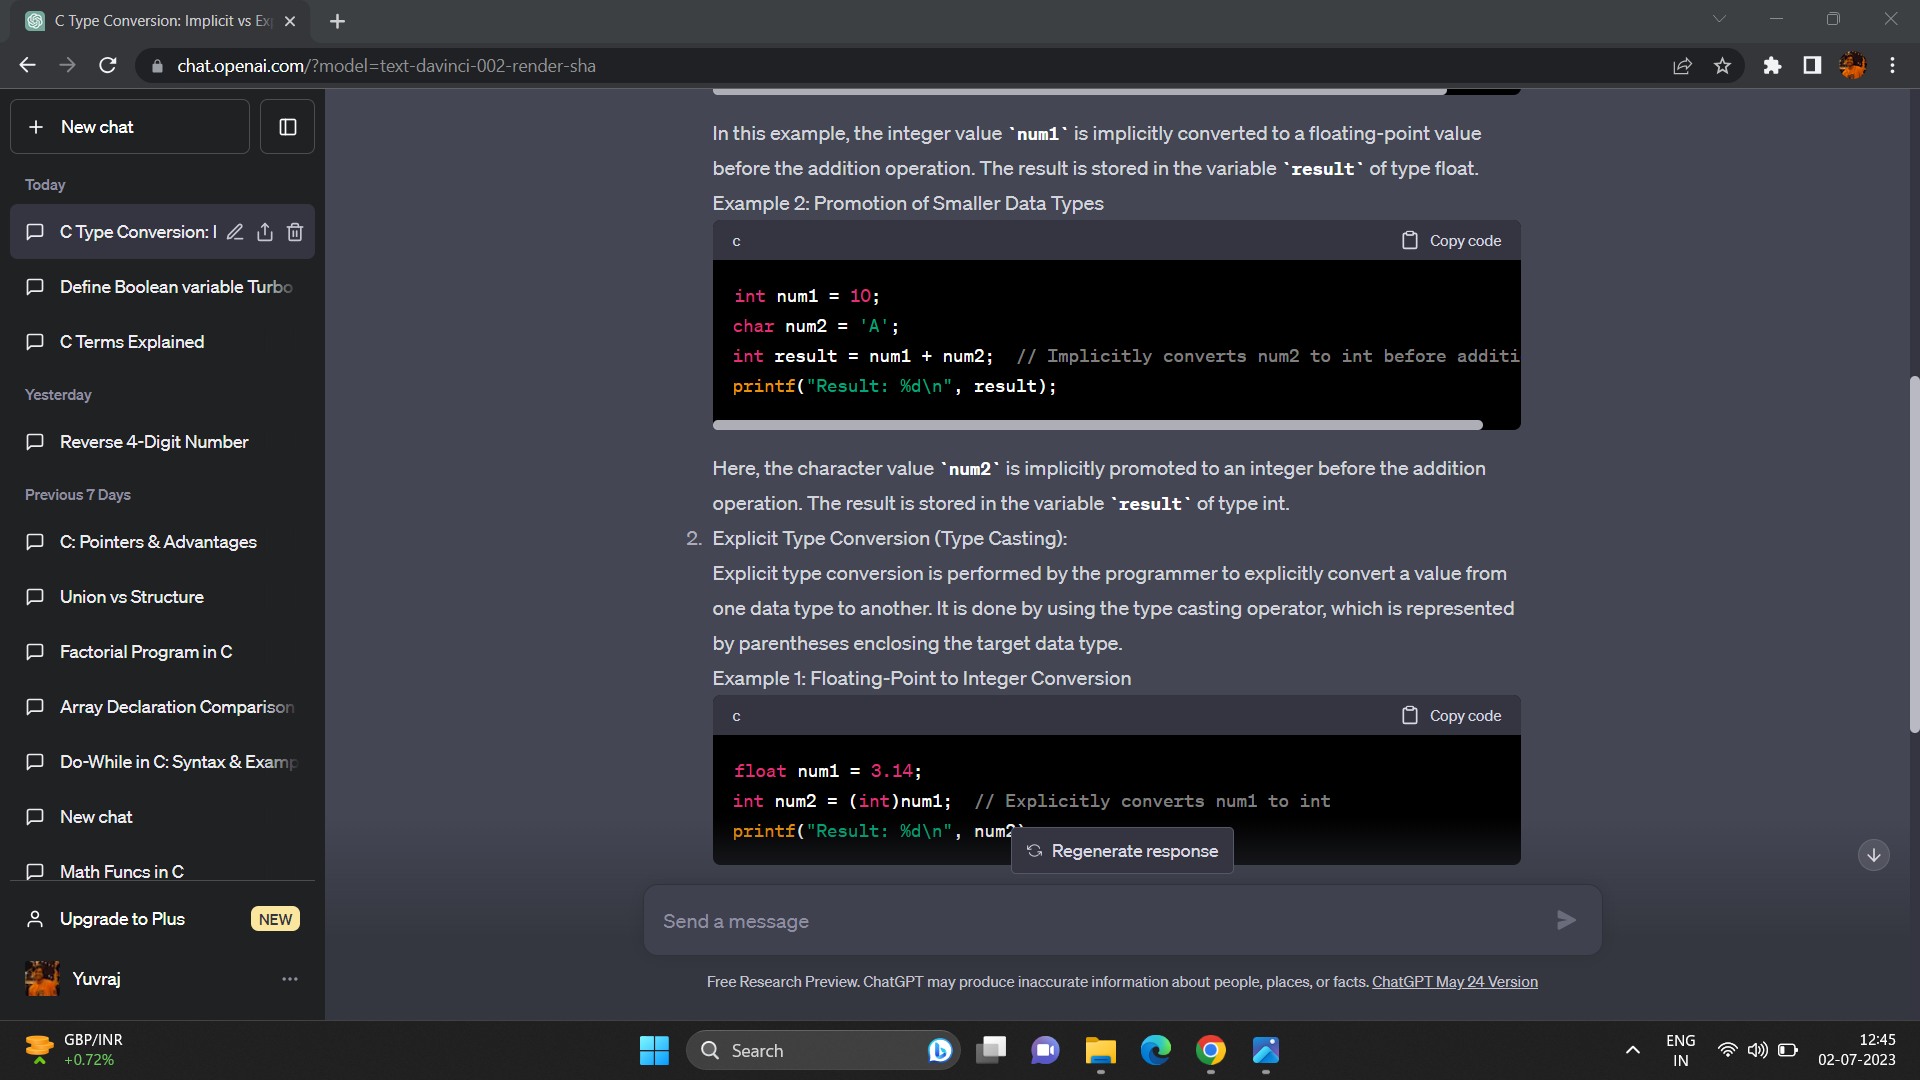 C Type Conversion: Implicit vs Ex
chat.openai.com/?model=text-davinci-002-render-sha
New chat
Today
C Type Conversion: I
Define Boolean variable Turbo
C Terms Explained
Yesterday
Reverse 4-Digit Number
Previous 7 Days
C: Pointers & Advantages
Union vs Structure
Factorial Program in C
Array Declaration Comparison
Do-While in C: Syntax & Examp
New chat
Math Funcs in C
Upgrade to Plus NEW
Yuvraj
In this example, the integer value `num1` is implicitly converted to a floating-point value
before the addition operation. The result is stored in the variable `result` of type float.
Example 2: Promotion of Smaller Data Types
c Copy code
int num1 = 10;
char num2 = 'A';
int result = num1 + num2;  // Implicitly converts num2 to int before additi
printf("Result: %d\n", result);
Here, the character value `num2` is implicitly promoted to an integer before the addition
operation. The result is stored in the variable `result` of type int.
2. Explicit Type Conversion (Type Casting):
Explicit type conversion is performed by the programmer to explicitly convert a value from
one data type to another. It is done by using the type casting operator, which is represented
by parentheses enclosing the target data type.
Example 1: Floating-Point to Integer Conversion
c Copy code
float num1 = 3.14;
int num2 = (int)num1;  // Explicitly converts num1 to int
printf("Result: %d\n", num2)
Regenerate response
Send a message
Free Research Preview. ChatGPT may produce inaccurate information about people, places, or facts. ChatGPT May 24 Version
GBP/INR
+0.72%
Search
ENG
IN
12:45
02-07-2023